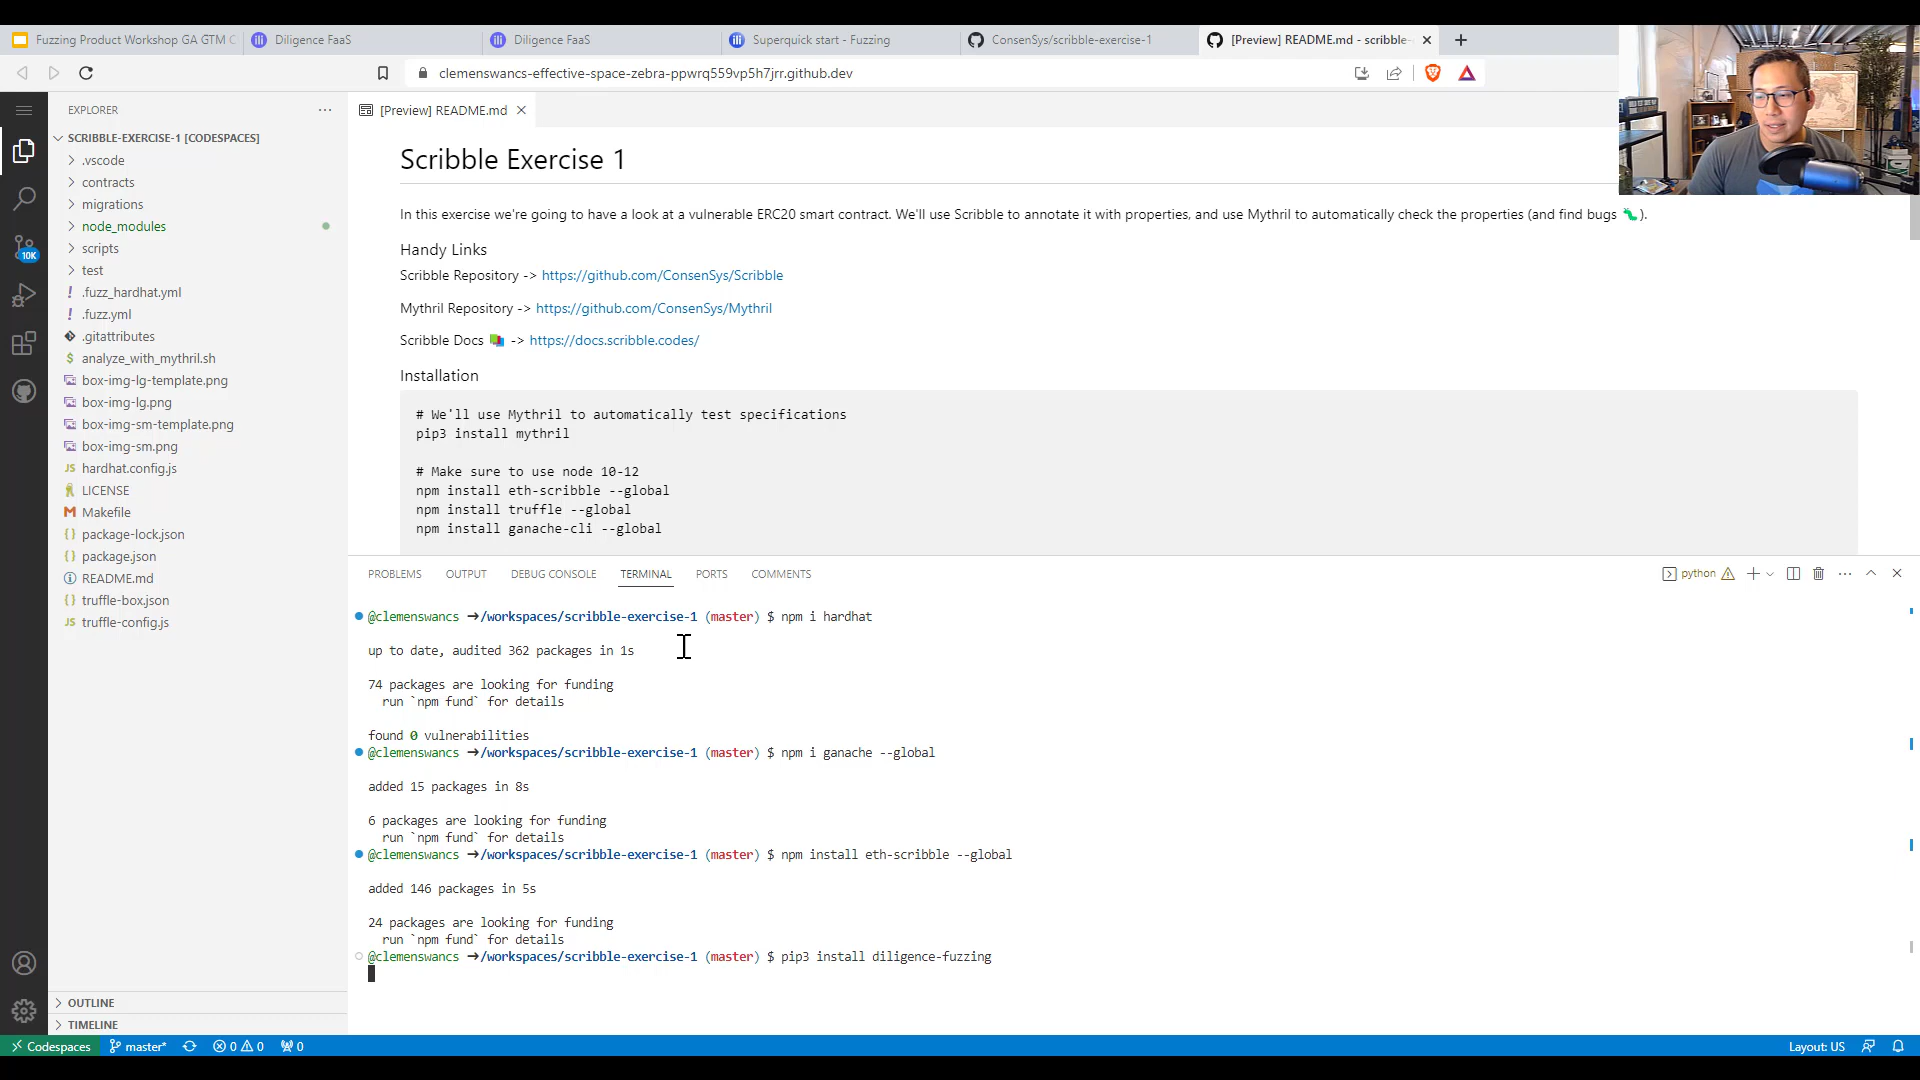 Fuzzing Product Workshop GA GTM C
Diligence FaaS
Diligence FaaS
Superquick start - Fuzzing
ConsenSys/scribble-exercise-1
[Preview] README.md - scribble-
clemenswancs-effective-space-zebra-ppwrq559vp5h7jrr.github.dev
EXPLORER
SCRIBBLE-EXERCISE-1 [CODESPACES]
.vscode
contracts
migrations
node_modules
scripts
test
.fuzz_hardhat.yml
.fuzz.yml
.gitattributes
analyze_with_mythril.sh
box-img-lg-template.png
box-img-lg.png
box-img-sm-template.png
box-img-sm.png
hardhat.config.js
LICENSE
Makefile
package-lock.json
package.json
README.md
truffle-box.json
truffle-config.js
OUTLINE
TIMELINE
10K
[Preview] README.md
Scribble Exercise 1
In this exercise we're going to have a look at a vulnerable ERC20 smart contract. We'll use Scribble to annotate it with properties, and use Mythril to automatically check the properties (and find bugs 🐛 ).
Handy Links
Scribble Repository -> https://github.com/ConsenSys/Scribble
Mythril Repository -> https://github.com/ConsenSys/Mythril
Scribble Docs 📚 -> https://docs.scribble.codes/
Installation
# We'll use Mythril to automatically test specifications
pip3 install mythril
# Make sure to use node 10-12
npm install eth-scribble --global
npm install truffle --global
npm install ganache-cli --global
PROBLEMS OUTPUT DEBUG CONSOLE TERMINAL PORTS COMMENTS
python
@clemenswancs ➔/workspaces/scribble-exercise-1 (master) $ npm i hardhat
up to date, audited 362 packages in 1s
74 packages are looking for funding
run `npm fund` for details
found 0 vulnerabilities
@clemenswancs ➔/workspaces/scribble-exercise-1 (master) $ npm i ganache --global
added 15 packages in 8s
6 packages are looking for funding
run `npm fund` for details
@clemenswancs ➔/workspaces/scribble-exercise-1 (master) $ npm install eth-scribble --global
added 146 packages in 5s
24 packages are looking for funding
run `npm fund` for details
@clemenswancs ➔/workspaces/scribble-exercise-1 (master) $ pip3 install diligence-fuzzing
Codespaces master* 0 0 0 Layout: US